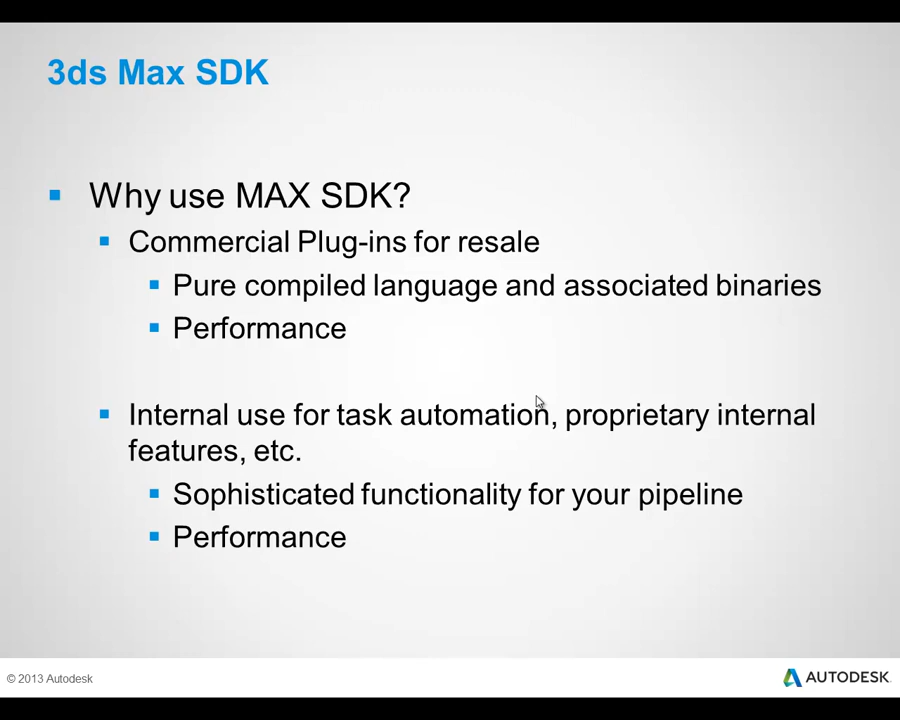 3ds Max SDK
Why use MAX SDK?
Commercial Plug-ins for resale
Pure compiled language and associated binaries
Performance
Internal use for task automation, proprietary internal
features, etc.
Sophisticated functionality for your pipeline
Performance
© 2013 Autodesk
AUTODESK